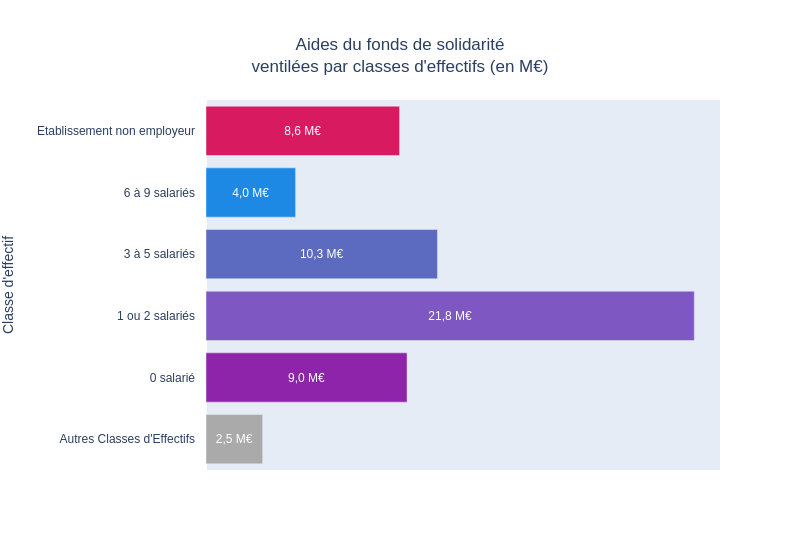 Aides du fonds de solidarité
ventilées par classes d'effectifs (en M€)
Classe d'effectif
Etablissement non employeur
8,6 M€
6 à 9 salariés
4,0 M€
3 à 5 salariés
10,3 M€
1 ou 2 salariés
21,8 M€
0 salarié
9,0 M€
Autres Classes d'Effectifs
2,5 M€